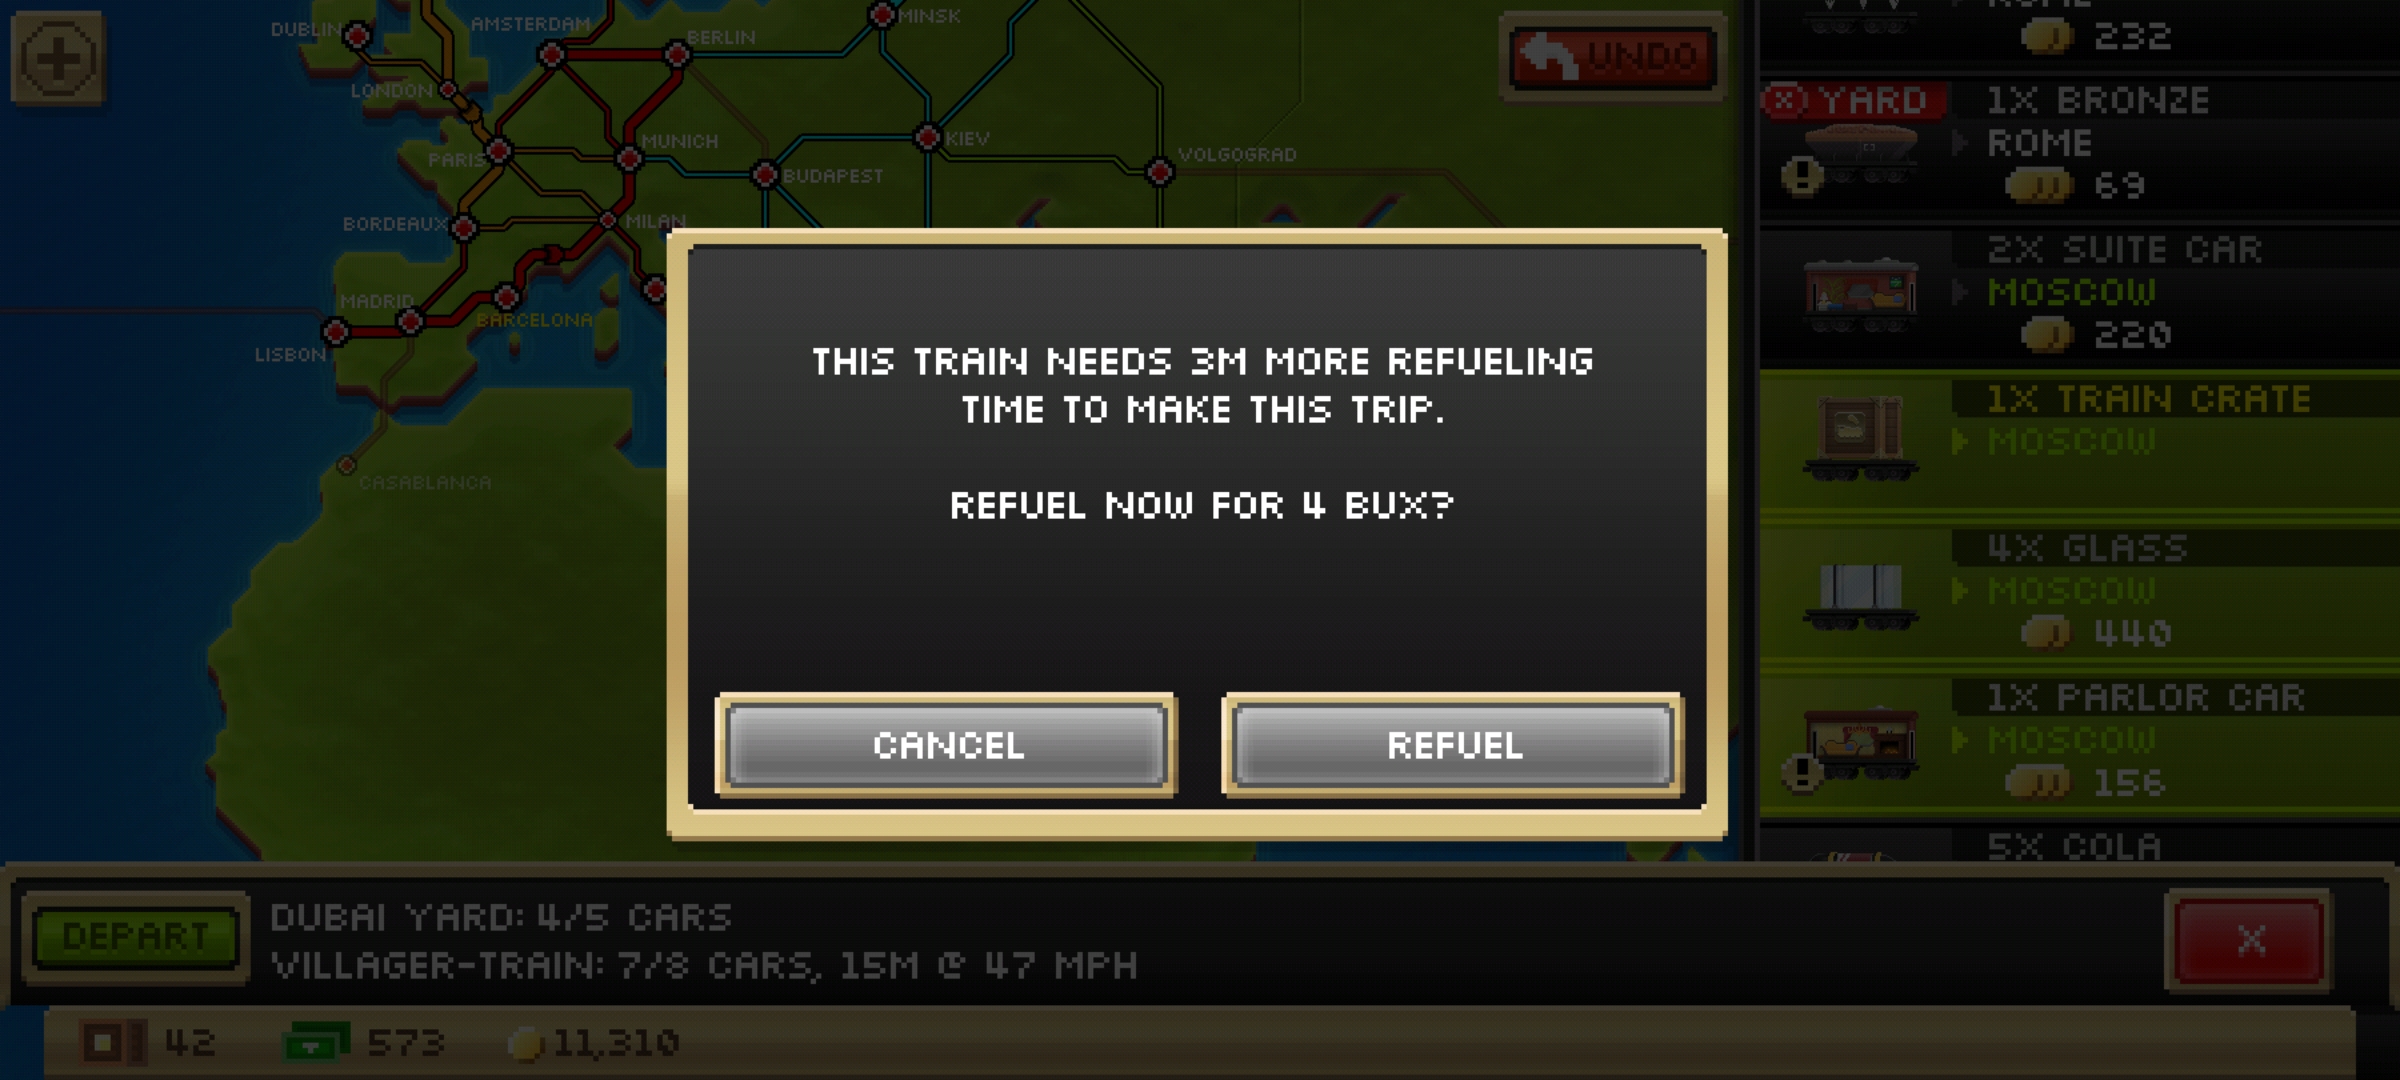 DUBLIN
AMSTERDAM
MINSK
BERLIN
LONDON
PARIS
MUNICH
KIEV
VOLGOGRAD
BUDAPEST
BORDEAUX
MILAN
MADRID
BARCELONA
LISBON
CASABLANCA
UNDO
232
YARD
1X BRONZE
ROME
69
2X SUITE CAR
MOSCOW
220
1X TRAIN CRATE
MOSCOW
4X GLASS
MOSCOW
440
1X PARLOR CAR
MOSCOW
156
5X COLA
THIS TRAIN NEEDS 3M MORE REFUELING
TIME TO MAKE THIS TRIP.
REFUEL NOW FOR 4 BUX?
CANCEL
REFUEL
DEPART
DUBAI YARD: 4/5 CARS
VILLAGER-TRAIN: 7/8 CARS, 15M @ 47 MPH
X
42
573
11,310